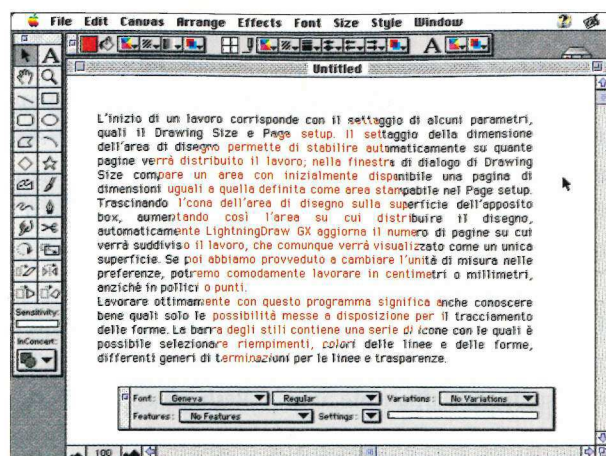 File Edit Canvas Arrange Effects Font Size Style Window
Untitled
L'inizio di un lavoro corrisponde con il settaggio di alcuni parametri,
quali il Drawing Size e Page setup. Il settaggio della dimensione
dell'area di disegno permette di stabilire automaticamente su quante
pagine verrà distribuito il lavoro; nella finestra di dialogo di Drawing
Size compare un area con inizialmente disponibile una pagina di
dimensioni uguali a quella definita come area stampabile nel Page setup.
Trascinando l'icona dell'area di disegno sulla superficie dell'apposito
box, aumentando così l'area su cui distribuire il disegno,
automaticamente LightningDraw GX aggiorna il numero di pagine su cui
verrà suddiviso il lavoro, che comunque verrà visualizzato come un unica
superficie. Se poi abbiamo provveduto a cambiare l'unità di misura nelle
preferenze, potremo comodamente lavorare in centimetri o millimetri,
anzichè in pollici o punti.
Lavorare ottimamente con questo programma significa anche conoscere
bene quali solo le possibilità messe a disposizione per il tracciamento
delle forme. La barra degli stili contiene una serie di icone con le quali è
possibile selezionare riempimenti, colori delle linee e delle forme,
differenti generi di terminazioni per le linee e trasparenze.
Sensitivity:
InConcert:
Font: Geneva Regular Variations: No Variations
Features: No Features Settings:
100